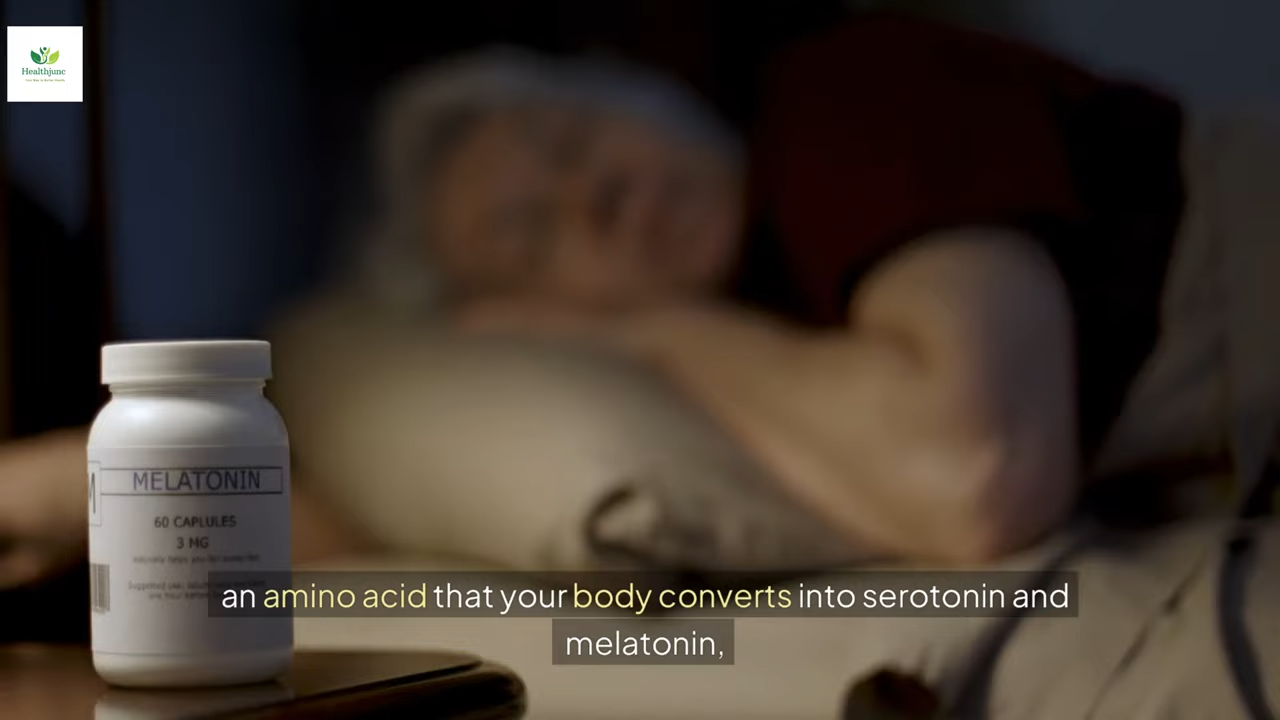 Healthjunc
MELATONIN
60 CAPLULES
3 MG
an amino acid that your body converts into serotonin and
melatonin,